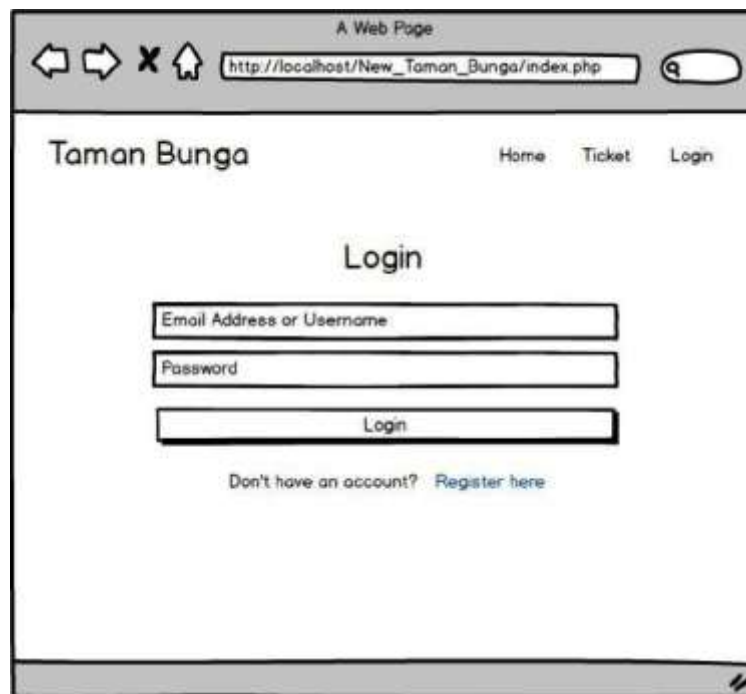 A Web Page
http://localhost/New_Taman_Bunga/index.php
Taman Bunga Home Ticket Login
Login
Email Address or Username
Password
Login
Don't have an account? Register here